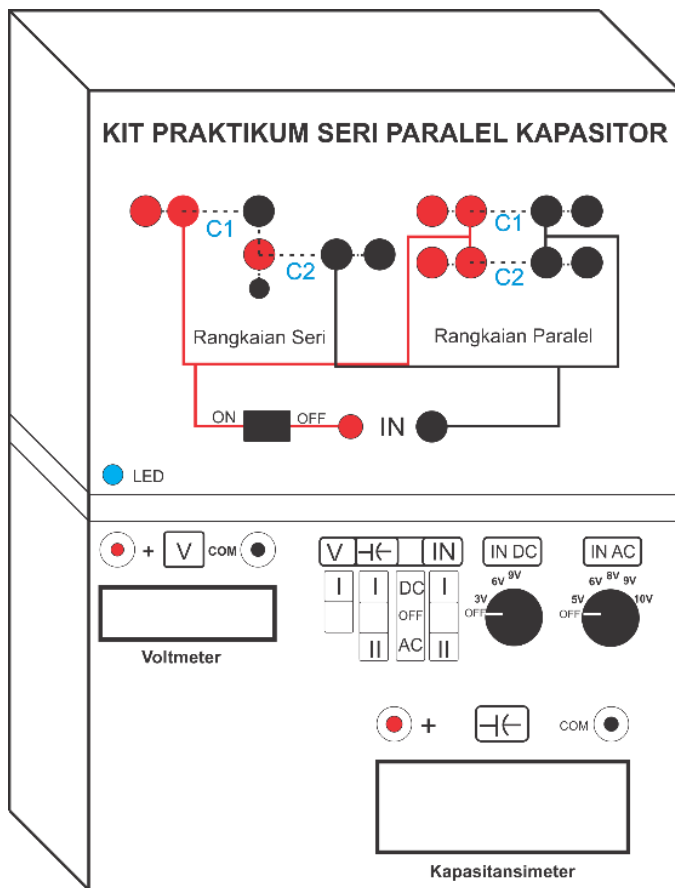 KIT PRAKTIKUM SERI PARALEL KAPASITOR
C1
C2
C1
C2
Rangkaian Seri
Rangkaian Paralel
ON
OFF
IN
LED
+ V COM
Voltmeter
V IN
I I DC I
OFF
II AC II
IN DC
OFF 3V 6V 9V
IN AC
OFF 5V 6V 8V 9V 10V
+ COM
Kapasitansimeter